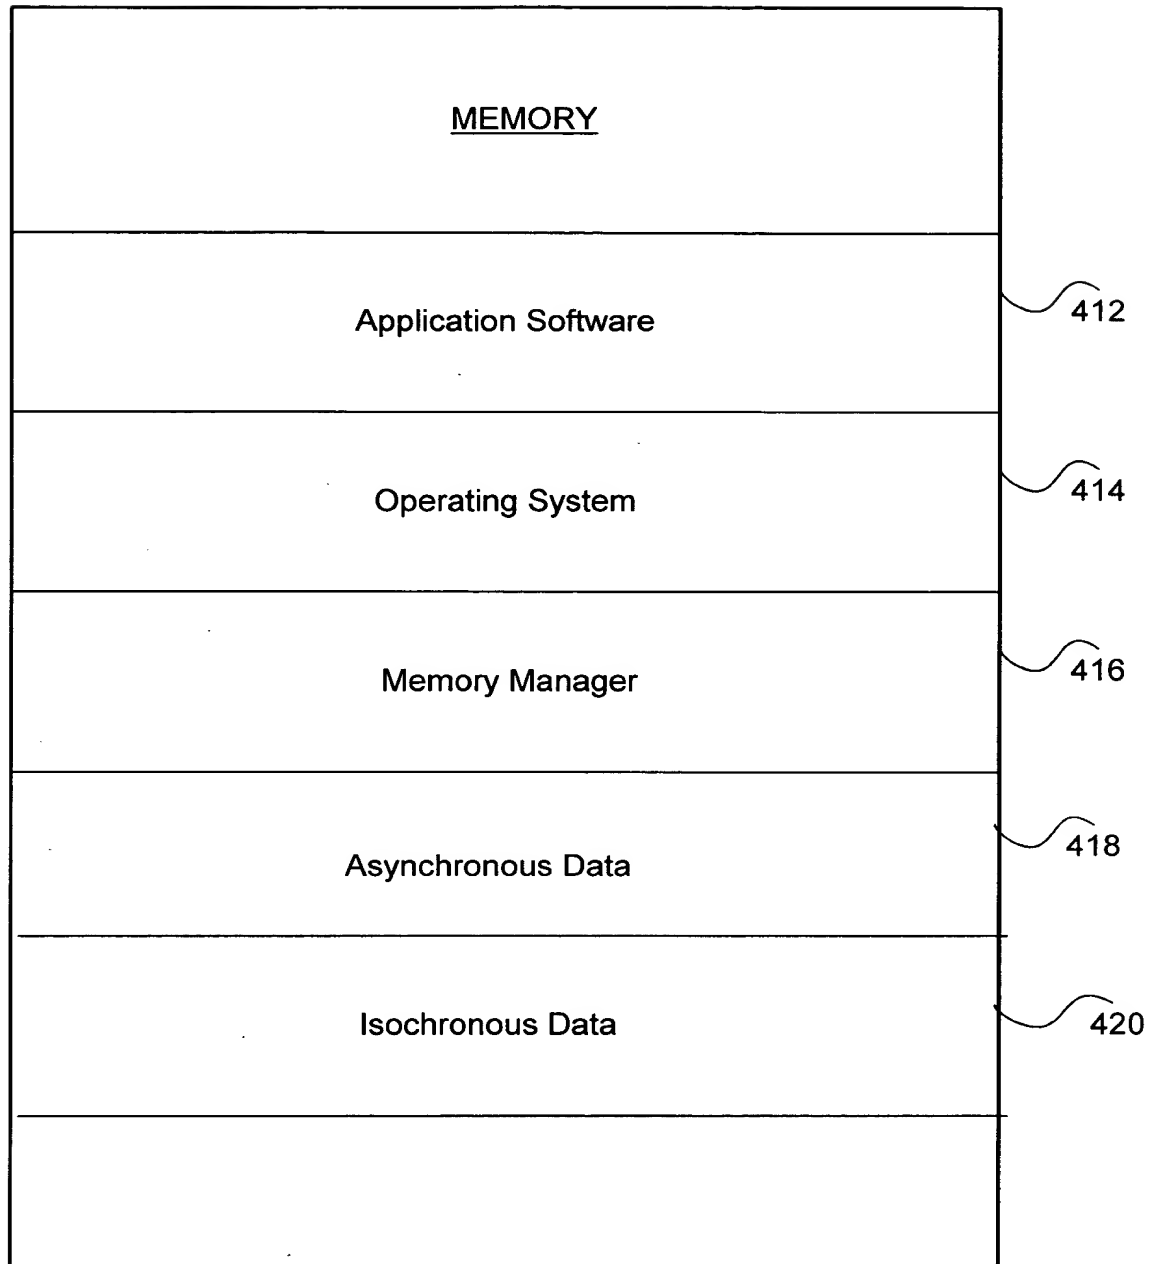 MEMORY
Application Software
412
Operating System
414
Memory Manager
416
Asynchronous Data
418
Isochronous Data
420